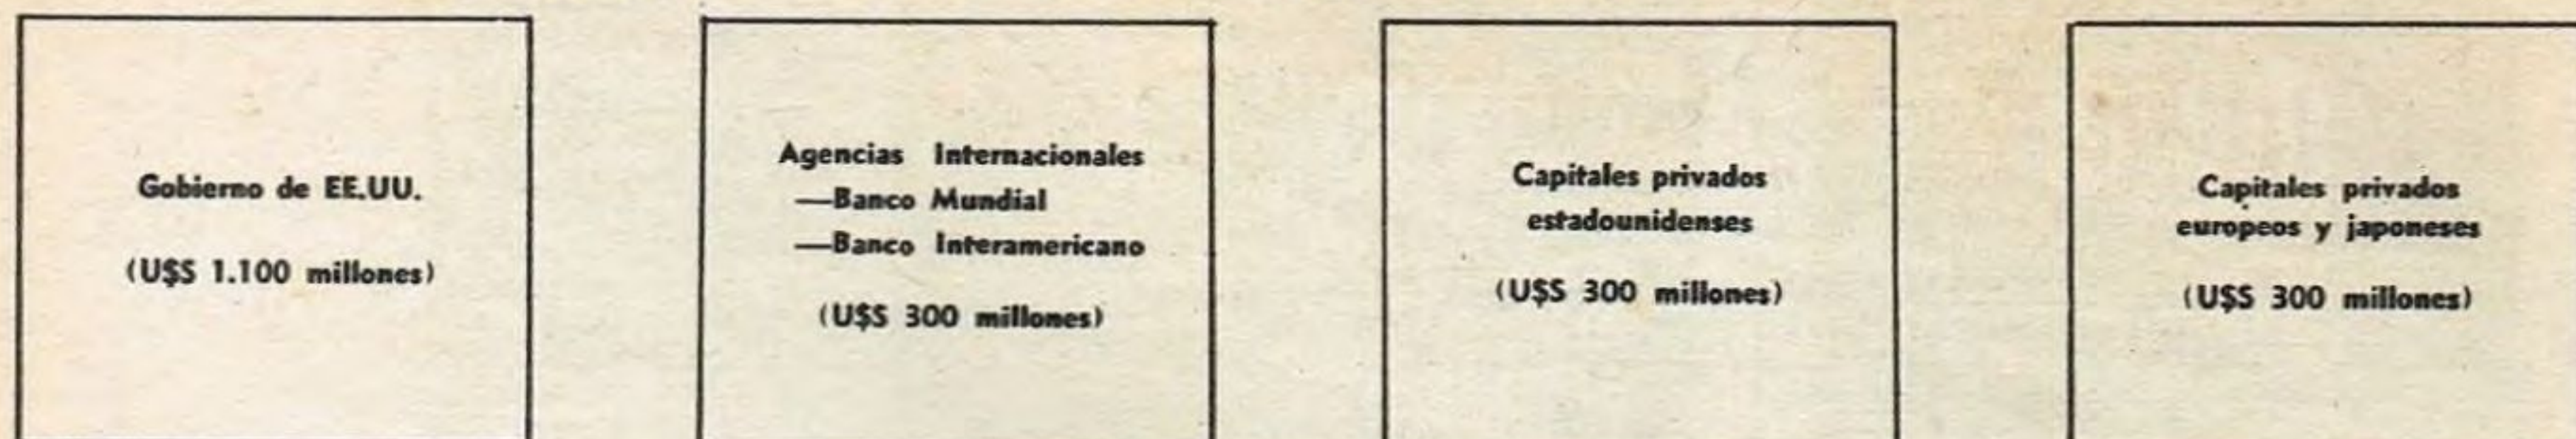 Gobierno de EE.UU.
(U$S 1.100 millones)
Agencias Internacionales
—Banco Mundial
—Banco Interamericano
(U$S 300 millones)
Capitales privados
estadounidenses
(U$S 300 millones)
Capitales privados
europeos y japoneses
(U$S 300 millones)